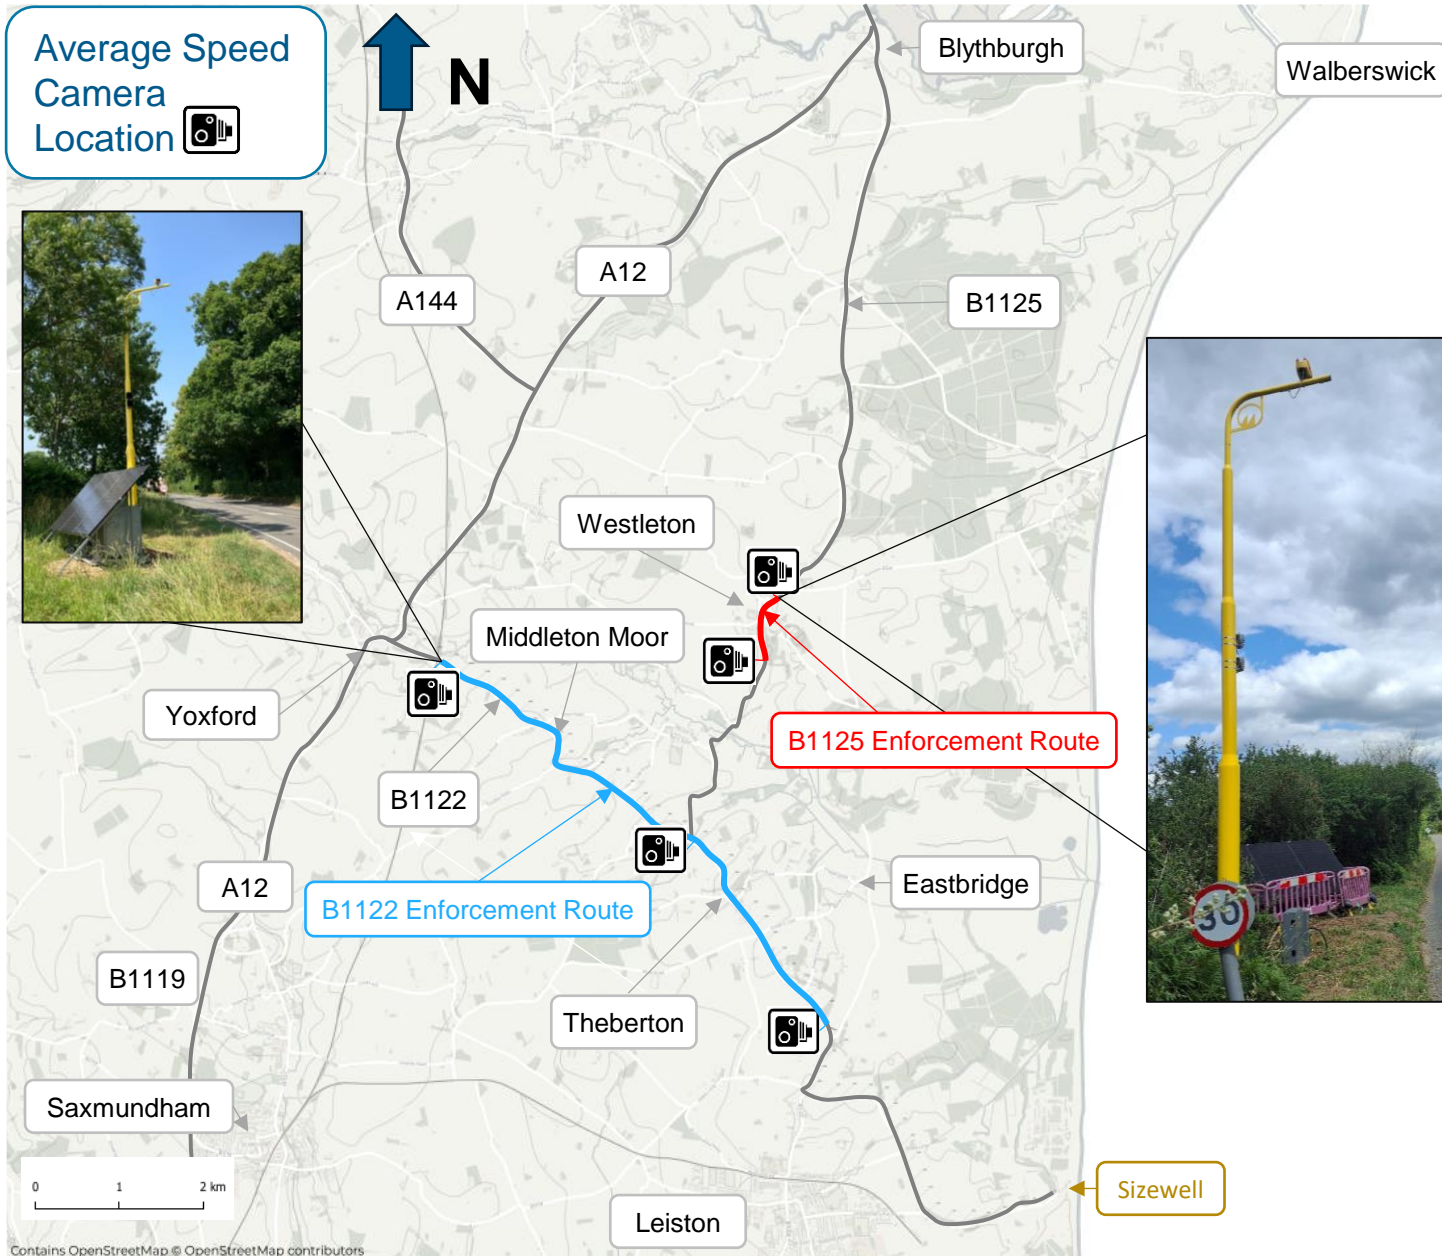 Average Speed
Camera
Location
N
Blythburgh
Walberswick
A12
A144
B1125
Westleton
Middleton Moor
Yoxford
B1125 Enforcement Route
B1122
A12
B1122 Enforcement Route
Eastbridge
B1119
Theberton
30
Saxmundham
0 1 2 km
Leiston
Sizewell
Contains OpenStreetMap © OpenStreetMap contributors